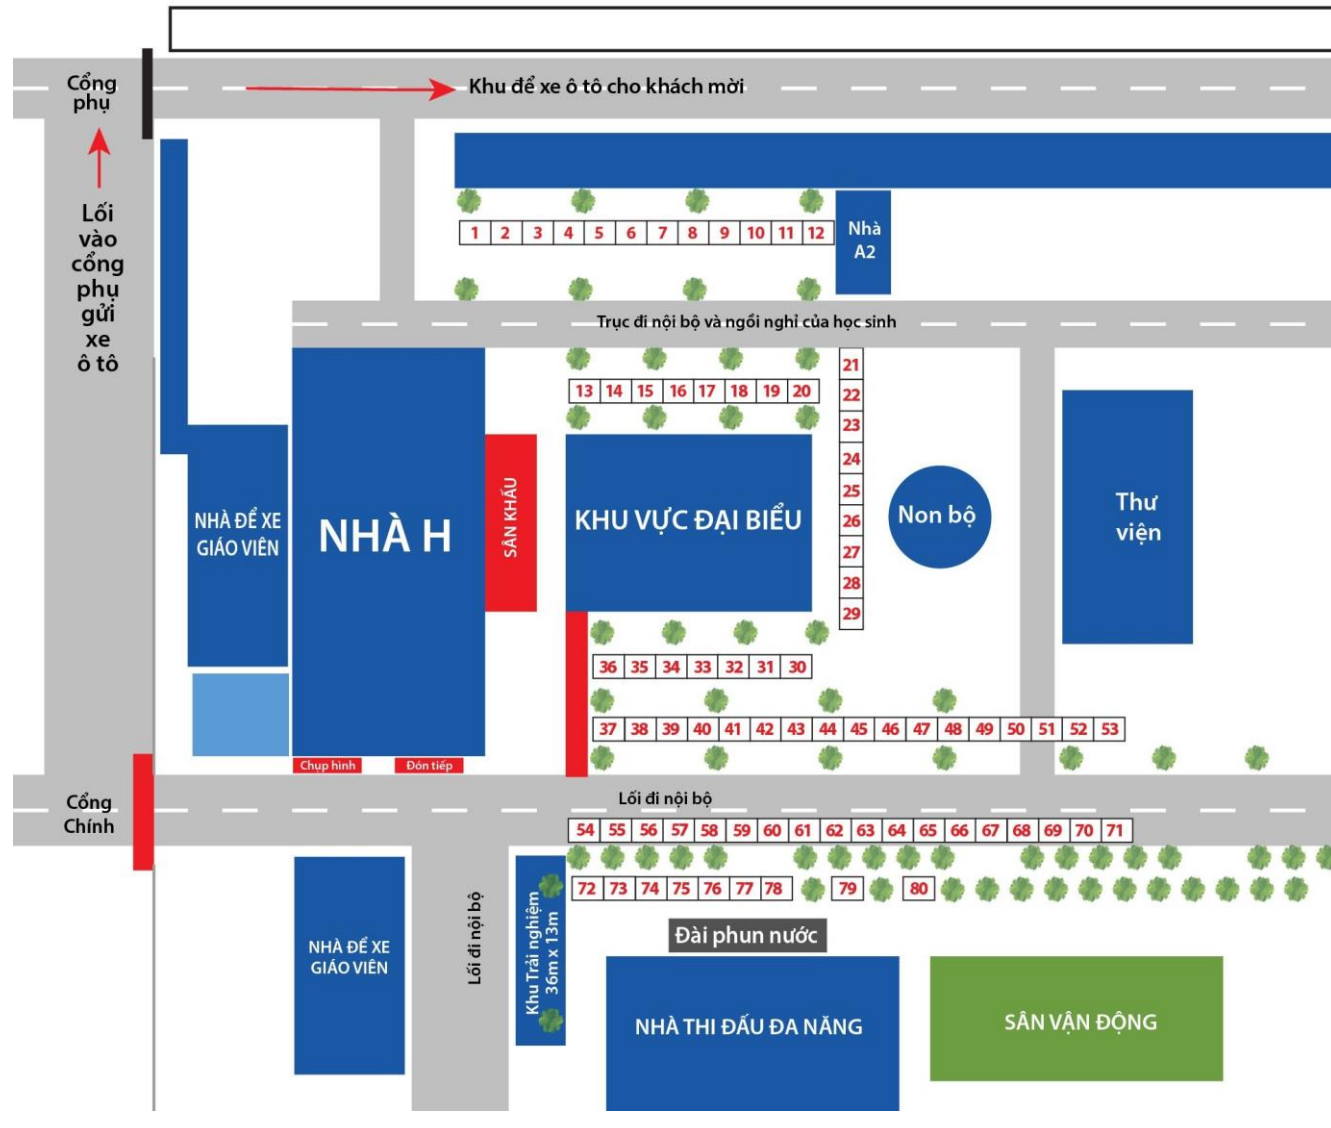 Cổng
phụ
Khu để xe ô tô cho khách mời
Lối
vào
cổng
phụ
gửi
xe
ô tô
1 2 3 4 5 6 7 8 9 10 11 12
Nhà
A2
Trục đi nội bộ và ngồi nghỉ của học sinh
13 14 15 16 17 18 19 20
21
22
23
24
25
26
27
28
29
NHÀ ĐỂ XE
GIÁO VIÊN
NHÀ H
SÂN KHẤU
KHU VỰC ĐẠI BIỂU
Non bộ
Thư
viện
36 35 34 33 32 31 30
37 38 39 40 41 42 43 44 45 46 47 48 49 50 51 52 53
Chụp hình
Đón tiếp
Cổng
Chính
Lối đi nội bộ
54 55 56 57 58 59 60 61 62 63 64 65 66 67 68 69 70 71
72 73 74 75 76 77 78 79 80
NHÀ ĐỂ XE
GIÁO VIÊN
Lối đi nội bộ
Khu Trải nghiệm
36m x 13m
Đài phun nước
NHÀ THI ĐẤU ĐA NĂNG
SÂN VẬN ĐỘNG